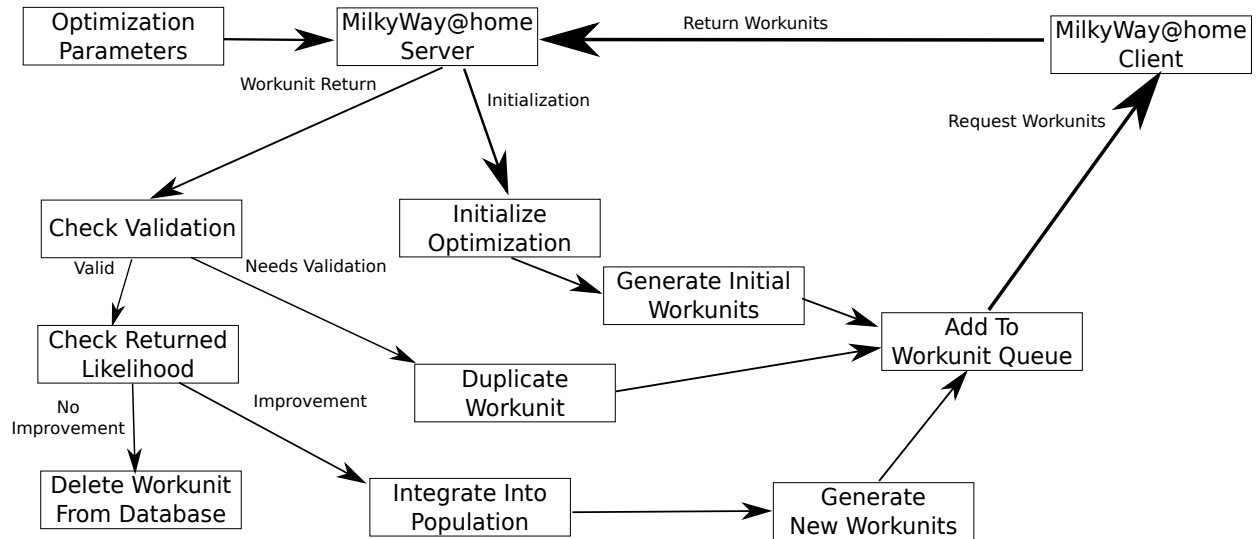 Optimization
Parameters
MilkyWay@home
Server
Return Workunits
MilkyWay@home
Client
Workunit Return
Initialization
Request Workunits
Check Validation
Initialize
Optimization
Valid
Needs Validation
Generate Initial
Workunits
Check Returned
Likelihood
Add To
Workunit Queue
Duplicate
Workunit
No
Improvement
Improvement
Delete Workunit
From Database
Integrate Into
Population
Generate
New Workunits